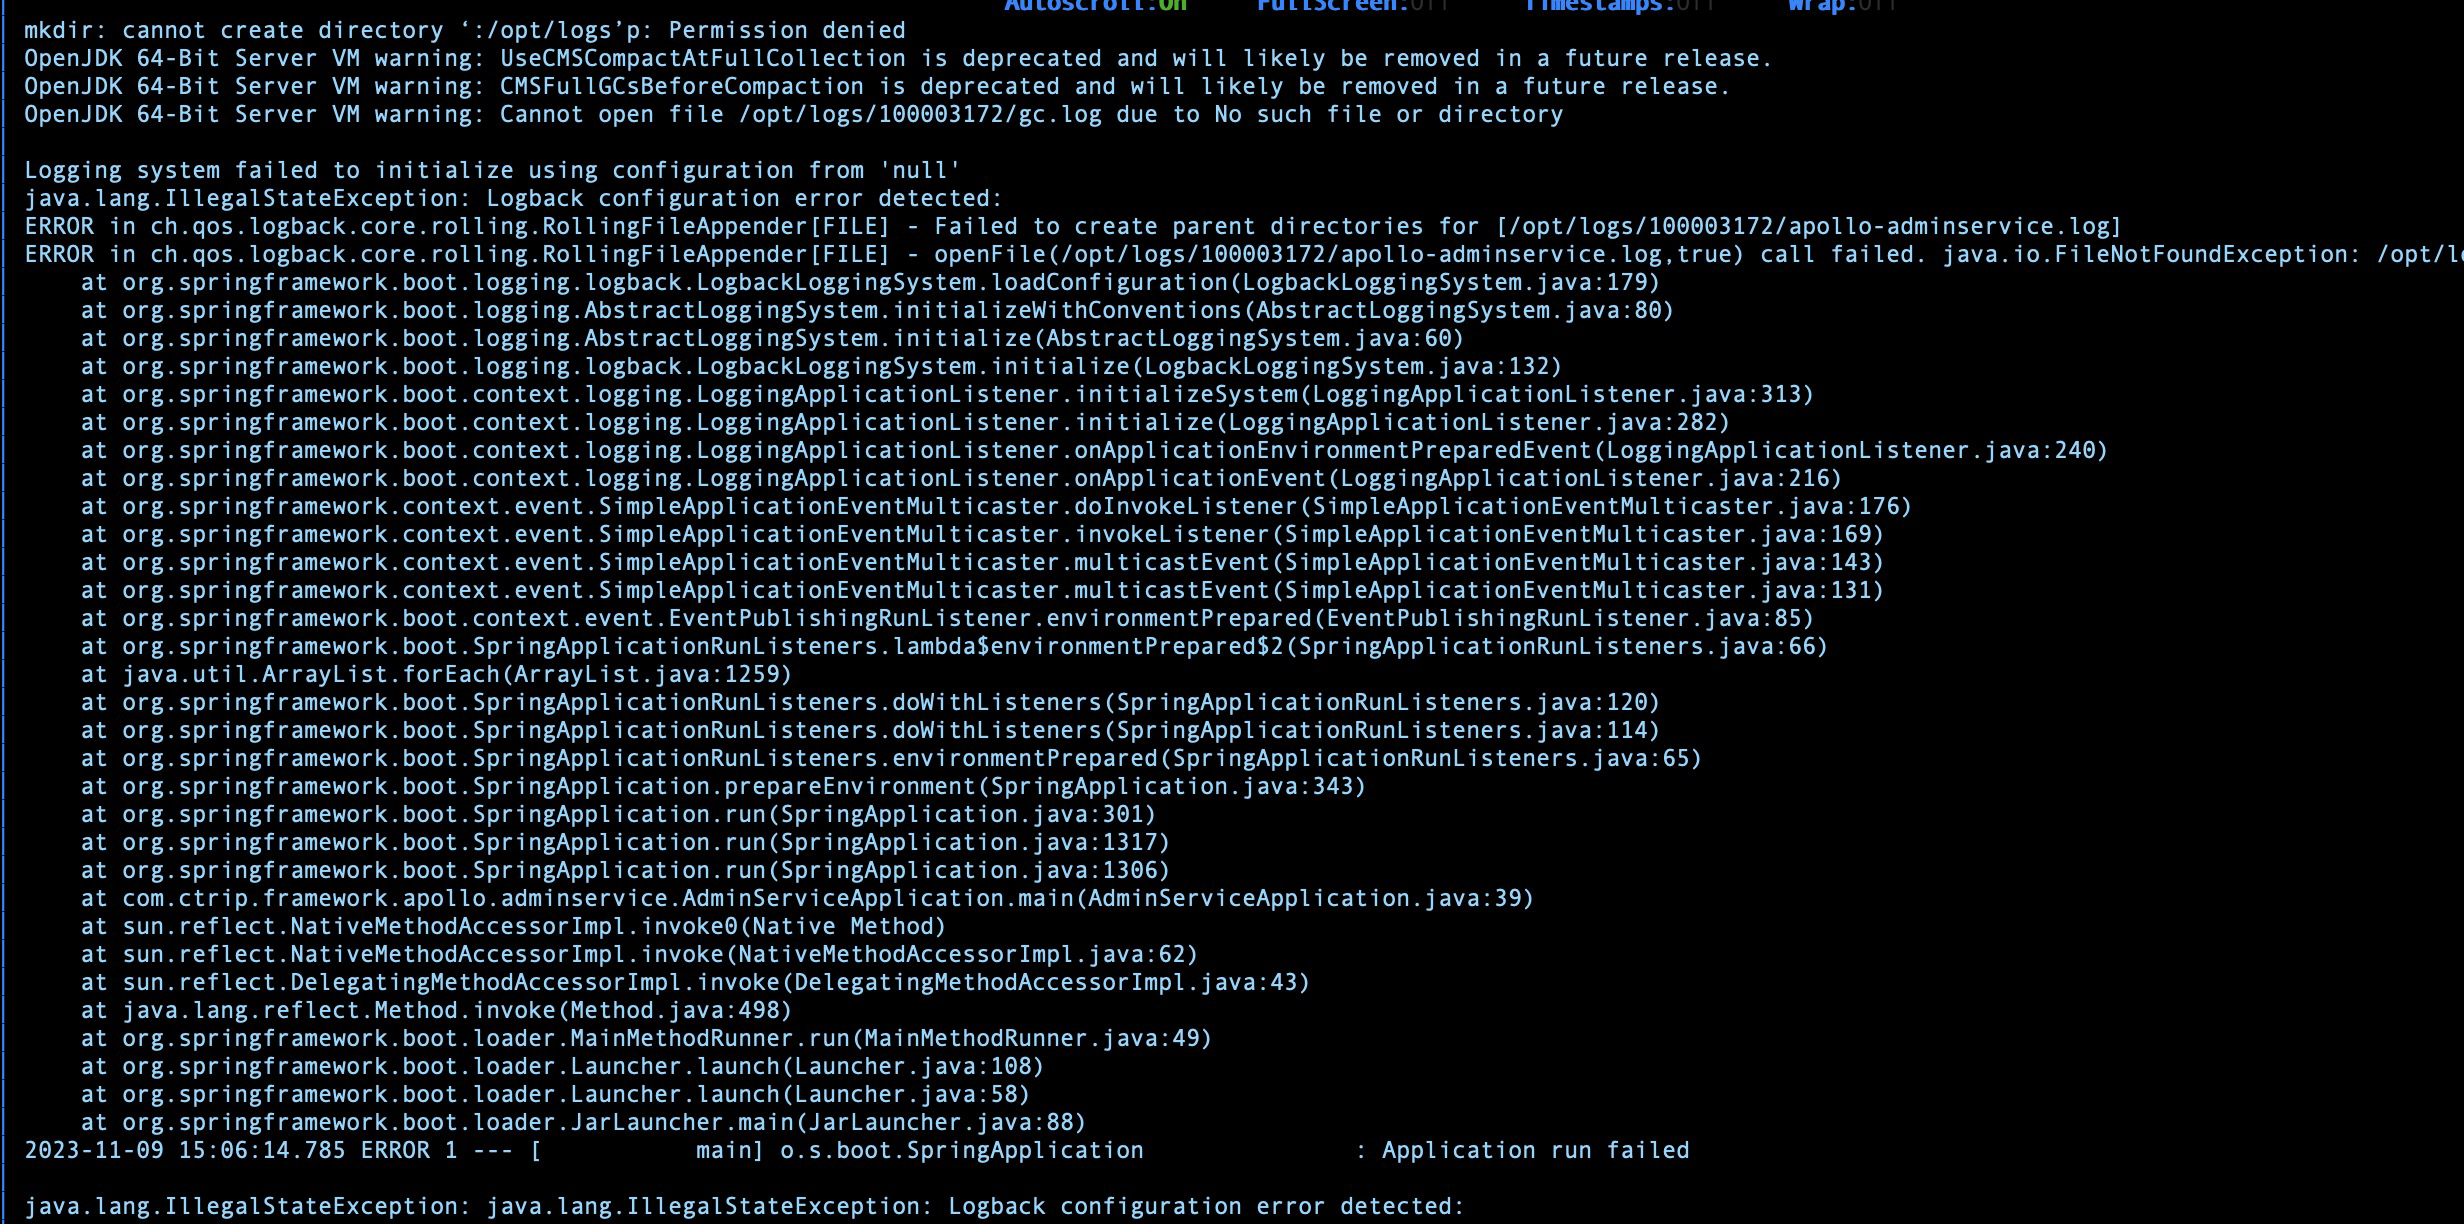 Autoscroll:On FullScreen:Off Timestamps:Off Wrap:Off
mkdir: cannot create directory ‘:/opt/logs’p: Permission denied
OpenJDK 64-Bit Server VM warning: UseCMSCompactAtFullCollection is deprecated and will likely be removed in a future release.
OpenJDK 64-Bit Server VM warning: CMSFullGCsBeforeCompaction is deprecated and will likely be removed in a future release.
OpenJDK 64-Bit Server VM warning: Cannot open file /opt/logs/100003172/gc.log due to No such file or directory
Logging system failed to initialize using configuration from 'null'
java.lang.IllegalStateException: Logback configuration error detected:
ERROR in ch.qos.logback.core.rolling.RollingFileAppender[FILE] - Failed to create parent directories for [/opt/logs/100003172/apollo-adminservice.log]
ERROR in ch.qos.logback.core.rolling.RollingFileAppender[FILE] - openFile(/opt/logs/100003172/apollo-adminservice.log,true) call failed. java.io.FileNotFoundException: /opt/l
at org.springframework.boot.logging.logback.LogbackLoggingSystem.loadConfiguration(LogbackLoggingSystem.java:179)
at org.springframework.boot.logging.AbstractLoggingSystem.initializeWithConventions(AbstractLoggingSystem.java:80)
at org.springframework.boot.logging.AbstractLoggingSystem.initialize(AbstractLoggingSystem.java:60)
at org.springframework.boot.logging.logback.LogbackLoggingSystem.initialize(LogbackLoggingSystem.java:132)
at org.springframework.boot.context.logging.LoggingApplicationListener.initializeSystem(LoggingApplicationListener.java:313)
at org.springframework.boot.context.logging.LoggingApplicationListener.initialize(LoggingApplicationListener.java:282)
at org.springframework.boot.context.logging.LoggingApplicationListener.onApplicationEnvironmentPreparedEvent(LoggingApplicationListener.java:240)
at org.springframework.boot.context.logging.LoggingApplicationListener.onApplicationEvent(LoggingApplicationListener.java:216)
at org.springframework.context.event.SimpleApplicationEventMulticaster.doInvokeListener(SimpleApplicationEventMulticaster.java:176)
at org.springframework.context.event.SimpleApplicationEventMulticaster.invokeListener(SimpleApplicationEventMulticaster.java:169)
at org.springframework.context.event.SimpleApplicationEventMulticaster.multicastEvent(SimpleApplicationEventMulticaster.java:143)
at org.springframework.context.event.SimpleApplicationEventMulticaster.multicastEvent(SimpleApplicationEventMulticaster.java:131)
at org.springframework.boot.context.event.EventPublishingRunListener.environmentPrepared(EventPublishingRunListener.java:85)
at org.springframework.boot.SpringApplicationRunListeners.lambda$environmentPrepared$2(SpringApplicationRunListeners.java:66)
at java.util.ArrayList.forEach(ArrayList.java:1259)
at org.springframework.boot.SpringApplicationRunListeners.doWithListeners(SpringApplicationRunListeners.java:120)
at org.springframework.boot.SpringApplicationRunListeners.doWithListeners(SpringApplicationRunListeners.java:114)
at org.springframework.boot.SpringApplicationRunListeners.environmentPrepared(SpringApplicationRunListeners.java:65)
at org.springframework.boot.SpringApplication.prepareEnvironment(SpringApplication.java:343)
at org.springframework.boot.SpringApplication.run(SpringApplication.java:301)
at org.springframework.boot.SpringApplication.run(SpringApplication.java:1317)
at org.springframework.boot.SpringApplication.run(SpringApplication.java:1306)
at com.ctrip.framework.apollo.adminservice.AdminServiceApplication.main(AdminServiceApplication.java:39)
at sun.reflect.NativeMethodAccessorImpl.invoke0(Native Method)
at sun.reflect.NativeMethodAccessorImpl.invoke(NativeMethodAccessorImpl.java:62)
at sun.reflect.DelegatingMethodAccessorImpl.invoke(DelegatingMethodAccessorImpl.java:43)
at java.lang.reflect.Method.invoke(Method.java:498)
at org.springframework.boot.loader.MainMethodRunner.run(MainMethodRunner.java:49)
at org.springframework.boot.loader.Launcher.launch(Launcher.java:108)
at org.springframework.boot.loader.Launcher.launch(Launcher.java:58)
at org.springframework.boot.loader.JarLauncher.main(JarLauncher.java:88)
2023-11-09 15:06:14.785 ERROR 1 --- [           main] o.s.boot.SpringApplication               : Application run failed
java.lang.IllegalStateException: java.lang.IllegalStateException: Logback configuration error detected: